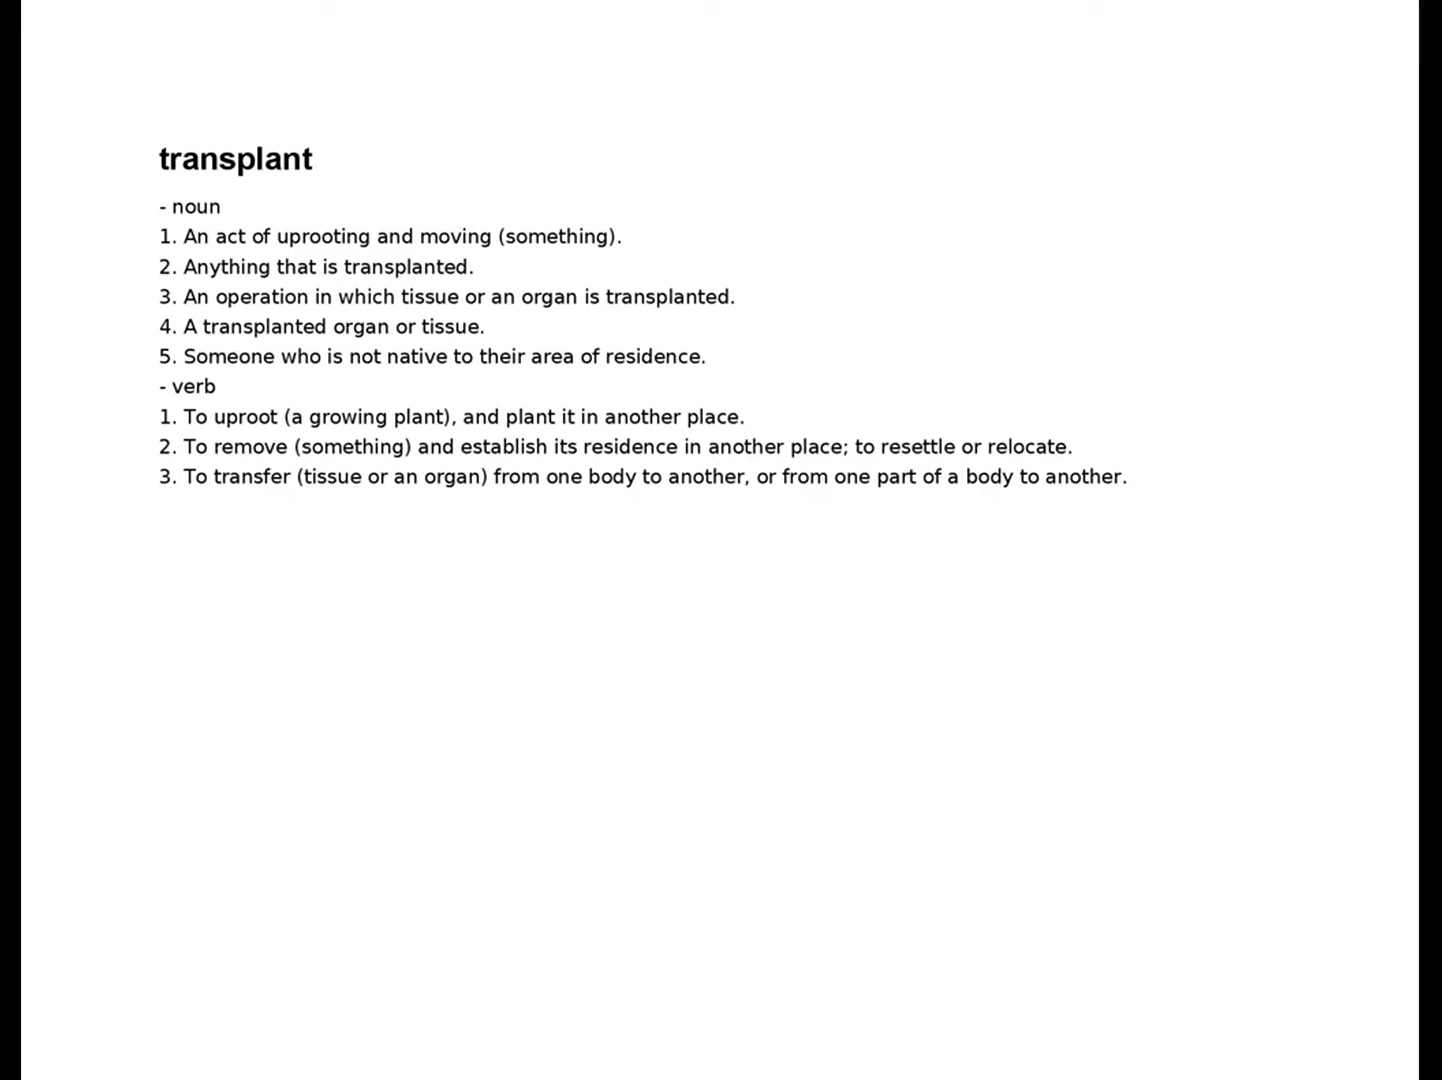 transplant
- noun
1. An act of uprooting and moving (something).
2. Anything that is transplanted.
3. An operation in which tissue or an organ is transplanted.
4. A transplanted organ or tissue.
5. Someone who is not native to their area of residence.
- verb
1. To uproot (a growing plant), and plant it in another place.
2. To remove (something) and establish its residence in another place; to resettle or relocate.
3. To transfer (tissue or an organ) from one body to another, or from one part of a body to another.